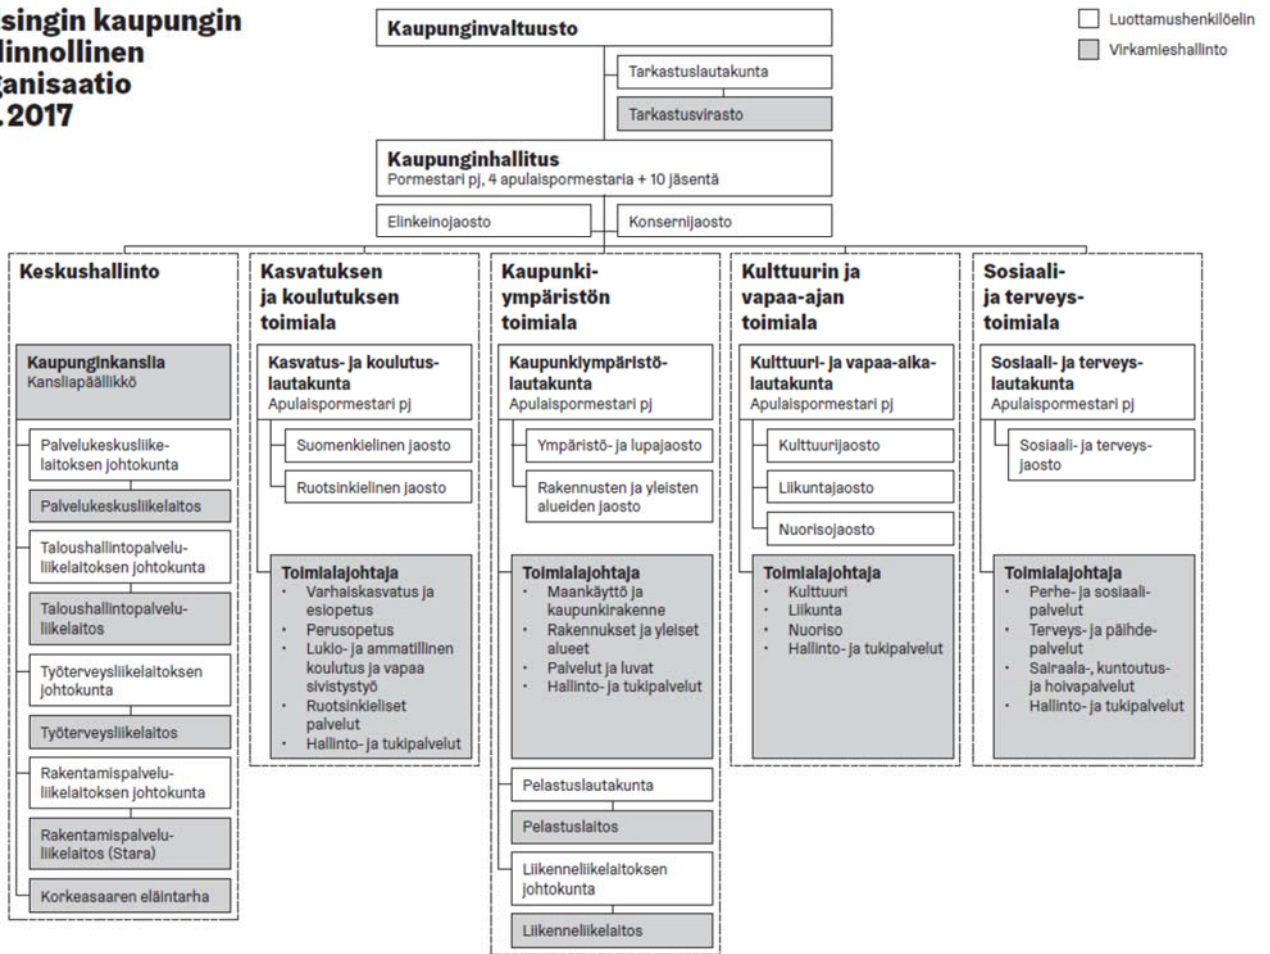 singin kaupungin
linnollinen
ganisaatio
.2017
Kaupunginvaltuusto
Luottamushenkilöelin
Virkamieshallinto
Tarkastuslautakunta
Tarkastusvirasto
Kaupunginhallitus
Pormestari pj, 4 apulaispormestaria + 10 jäsentä
Elinkeinojaosto
Konsernijaosto
Keskushallinto
Kaupunginkanslia
Kansliapäällikkö
Palvelukeskusliike-
laitoksen johtokunta
Palvelukeskusliikelaitos
Taloushallintopalvelu-
liikelaitoksen johtokunta
Taloushallintopalvelu-
liikelaitos
Työterveysliikelaitoksen
johtokunta
Työterveysliikelaitos
Rakentamispalvelu-
liikelaitoksen johtokunta
Rakentamispalvelu-
liikelaitos (Stara)
Korkeasaaren eläintarha
Kasvatuksen
ja koulutuksen
toimiala
Kasvatus- ja koulutus-
lautakunta
Apulaispormestari pj
Suomenkielinen jaosto
Ruotsinkielinen jaosto
Toimialajohtaja
· Varhaiskasvatus ja
esiopetus
· Perusopetus
· Lukio- ja ammatillinen
koulutus ja vapaa
sivistystyö
· Ruotsinkieliset
palvelut
· Hallinto- ja tukipalvelut
Kaupunki-
ympäristön
toimiala
Kaupunkiympäristö-
lautakunta
Apulaispormestari pj
Ympäristö- ja lupajaosto
Rakennusten ja yleisten
alueiden jaosto
Toimialajohtaja
· Maankäyttö ja
kaupunkirakenne
· Rakennukset ja yleiset
alueet
· Palvelut ja luvat
· Hallinto- ja tukipalvelut
Pelastuslautakunta
Pelastuslaitos
Liikenneliikelaitoksen
johtokunta
Liikenneliikelaitos
Kulttuurin ja
vapaa-ajan
toimiala
Kulttuuri- ja vapaa-aika-
lautakunta
Apulaispormestari pj
Kulttuurijaosto
Liikuntajaosto
Nuorisojaosto
Toimialajohtaja
· Kulttuuri
· Liikunta
· Nuoriso
· Hallinto- ja tukipalvelut
Sosiaali-
ja terveys-
toimiala
Sosiaali- ja terveys-
lautakunta
Apulaispormestari pj
Sosiaali- ja terveys-
jaosto
Toimialajohtaja
· Perhe- ja sosiaali-
palvelut
· Terveys- ja päihde-
palvelut
· Sairaala-, kuntoutus-
ja hoivapalvelut
· Hallinto- ja tukipalvelut